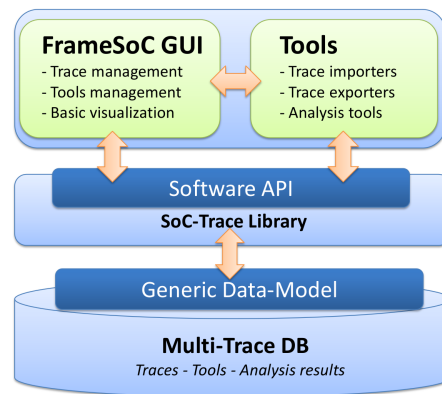 FrameSoC GUI
- Trace management
- Tools management
- Basic visualization
Tools
- Trace importers
- Trace exporters
- Analysis tools
Software API
SoC-Trace Library
Generic Data-Model
Multi-Trace DB
Traces - Tools - Analysis results